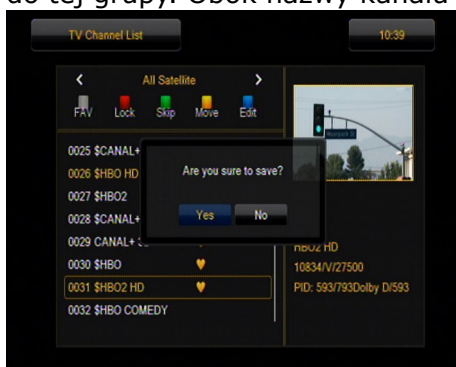 do tej grupy. Obok nazwy kanału
TV Channel List
10:39
All Satellite
FAV Lock Skip Move Edit
0025 $CANAL+
0026 $HBO HD
0027 $HBO2
0028 $CANAL+
0029 CANAL+
0030 $HBO
0031 $HBO2 HD
0032 $HBO COMEDY
Are you sure to save?
Yes No
HBO2 HD
10834/V/27500
PID: 593/793Dolby D/593